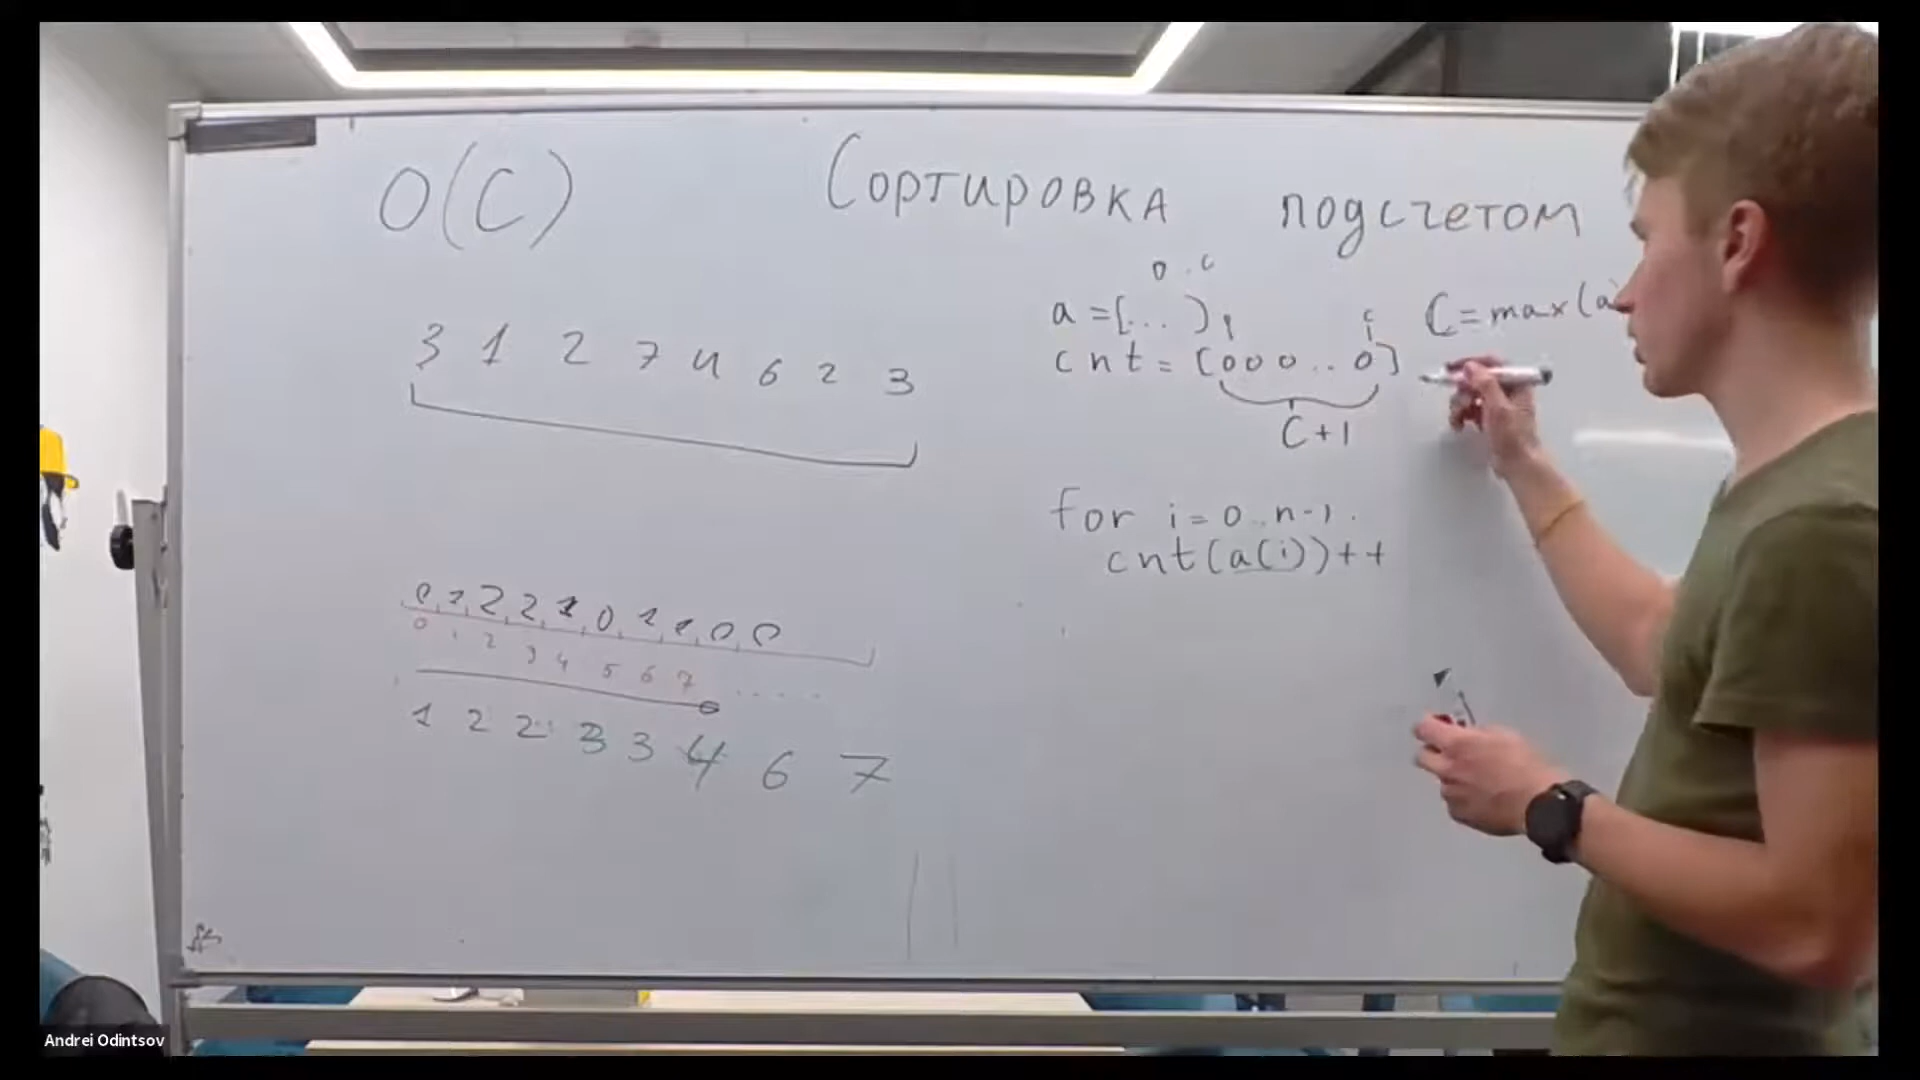 O(C)
Сортировка подсчетом
0..c
a = [...]
C = max(a)
cnt = [000..0]
C+1
3 1 2 7 4 6 2 3
for i = 0..n-1
cnt[a[i]]++
0 1 2 2 1 0 1 1 0 0
0 1 2 3 4 5 6 7 .....
1 2 2 3 3 4 6 7
Andrei Odintsov